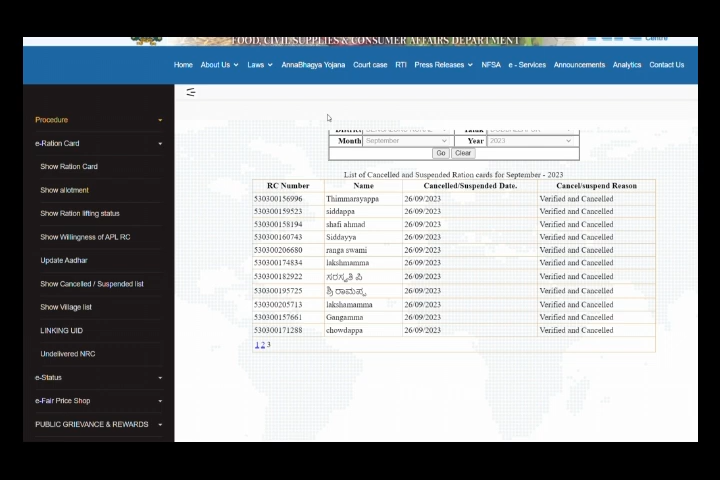 FOOD, CIVIL SUPPLIES & CONSUMER AFFAIRS DEPARTMENT
Home About Us Laws AnnaBhagya Yojana Court case RTI Press Releases NFSA e - Services Announcements Analytics Contact Us
Procedure
e-Ration Card
Show Ration Card
Show allotment
Show Ration lifting status
Show Willingness of APL RC
Update Aadhar
Show Cancelled / Suspended list
Show Village list
LINKING UID
Undelivered NRC
e-Status
e-Fair Price Shop
PUBLIC GRIEVANCE & REWARDS
Month September Year 2023
Go Clear
List of Cancelled and Suspended Ration cards for September - 2023
RC Number Name Cancelled/Suspended Date. Cancel/suspend Reason
530300156996 Thimmarayappa 26/09/2023 Verified and Cancelled
530300159523 siddappa 26/09/2023 Verified and Cancelled
530300158194 shafi ahmad 26/09/2023 Verified and Cancelled
530300160743 Siddayya 26/09/2023 Verified and Cancelled
530300206680 ranga swami 26/09/2023 Verified and Cancelled
530300174834 lakshmamma 26/09/2023 Verified and Cancelled
530300182922 ಸರಸ್ವತಿ ಪಿ 26/09/2023 Verified and Cancelled
530300195725 ಶ್ರೀ ರಾಮಪ್ಪ 26/09/2023 Verified and Cancelled
530300205713 lakshamamma 26/09/2023 Verified and Cancelled
530300157661 Gangamma 26/09/2023 Verified and Cancelled
530300171288 chowdappa 26/09/2023 Verified and Cancelled
1 2 3